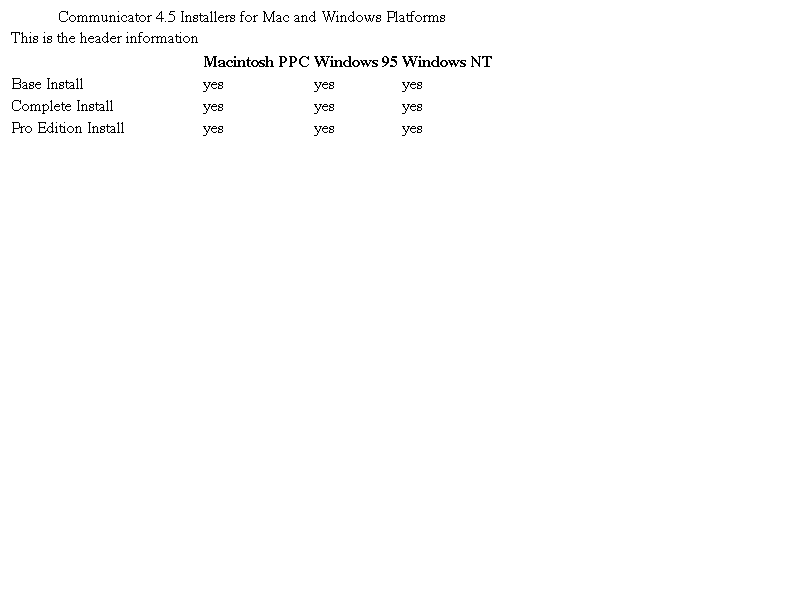 Communicator 4.5 Installers for Mac and Windows Platforms
This is the header information
Macintosh PPC Windows 95 Windows NT
Base Install yes yes yes
Complete Install yes yes yes
Pro Edition Install yes yes yes